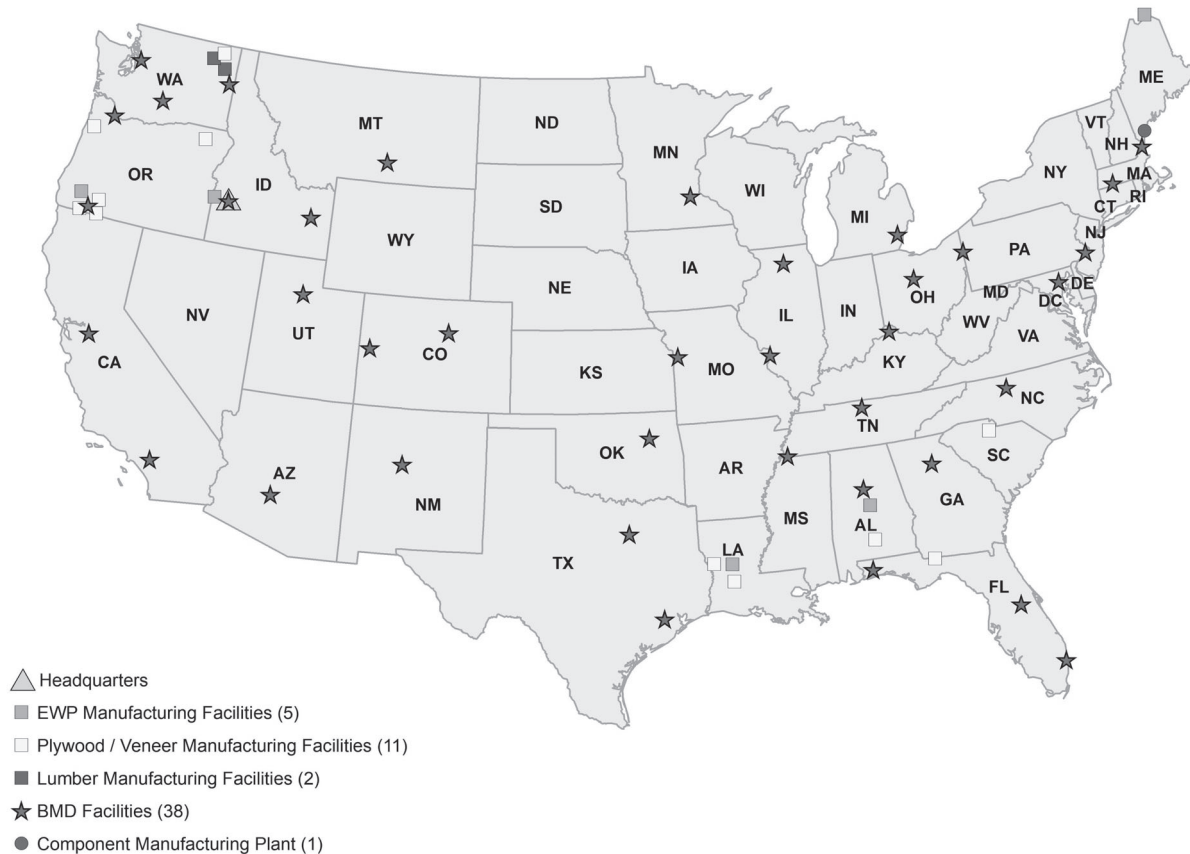 ME
WA
VT
MT
ND
NH
MN
OR
ID
NY
MA
WI
SD
CT
RI
MI
WY
NJ
PA
IA
NE
OH
MD
DE
DC
NV
IL
IN
UT
WV
VA
CA
CO
KY
KS
MO
NC
TN
OK
SC
AZ
AR
NM
GA
MS
AL
LA
TX
FL
Headquarters
EWP Manufacturing Facilities (5)
Plywood / Veneer Manufacturing Facilities (11)
Lumber Manufacturing Facilities (2)
BMD Facilities (38)
Component Manufacturing Plant (1)